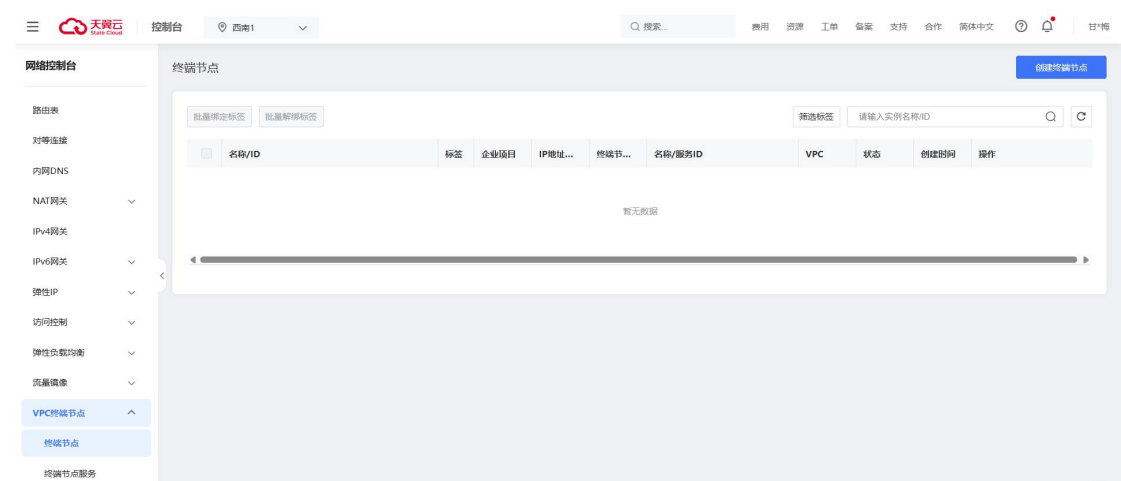 天翼云 State Cloud 控制台 西南1 搜索... 费用 资源 工单 备案 支持 合作 简体中文 甘*梅
网络控制台
终端节点
创建终端节点
路由表
批量绑定标签 批量解绑标签 筛选标签 请输入实例名称/ID
对等连接
名称/ID 标签 企业项目 IP地址... 终端节... 名称/服务ID VPC 状态 创建时间 操作
内网DNS
NAT网关
暂无数据
IPv4网关
IPv6网关
弹性IP
访问控制
弹性负载均衡
流量镜像
VPC终端节点
终端节点
终端节点服务